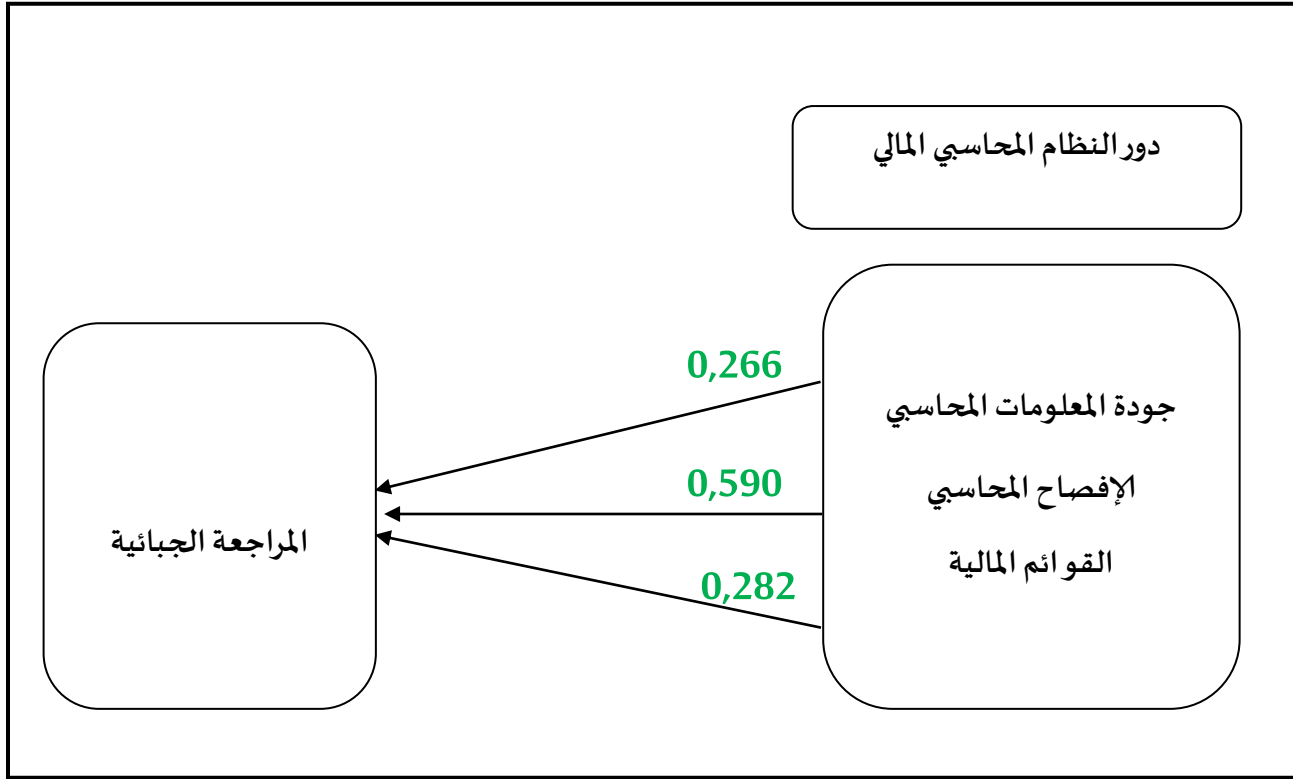 دور النظام المحاسبي المالي
جودة المعلومات المحاسبي
الإفصاح المحاسبي
القوائم المالية
0,266
0,590
0,282
المراجعة الجبائية